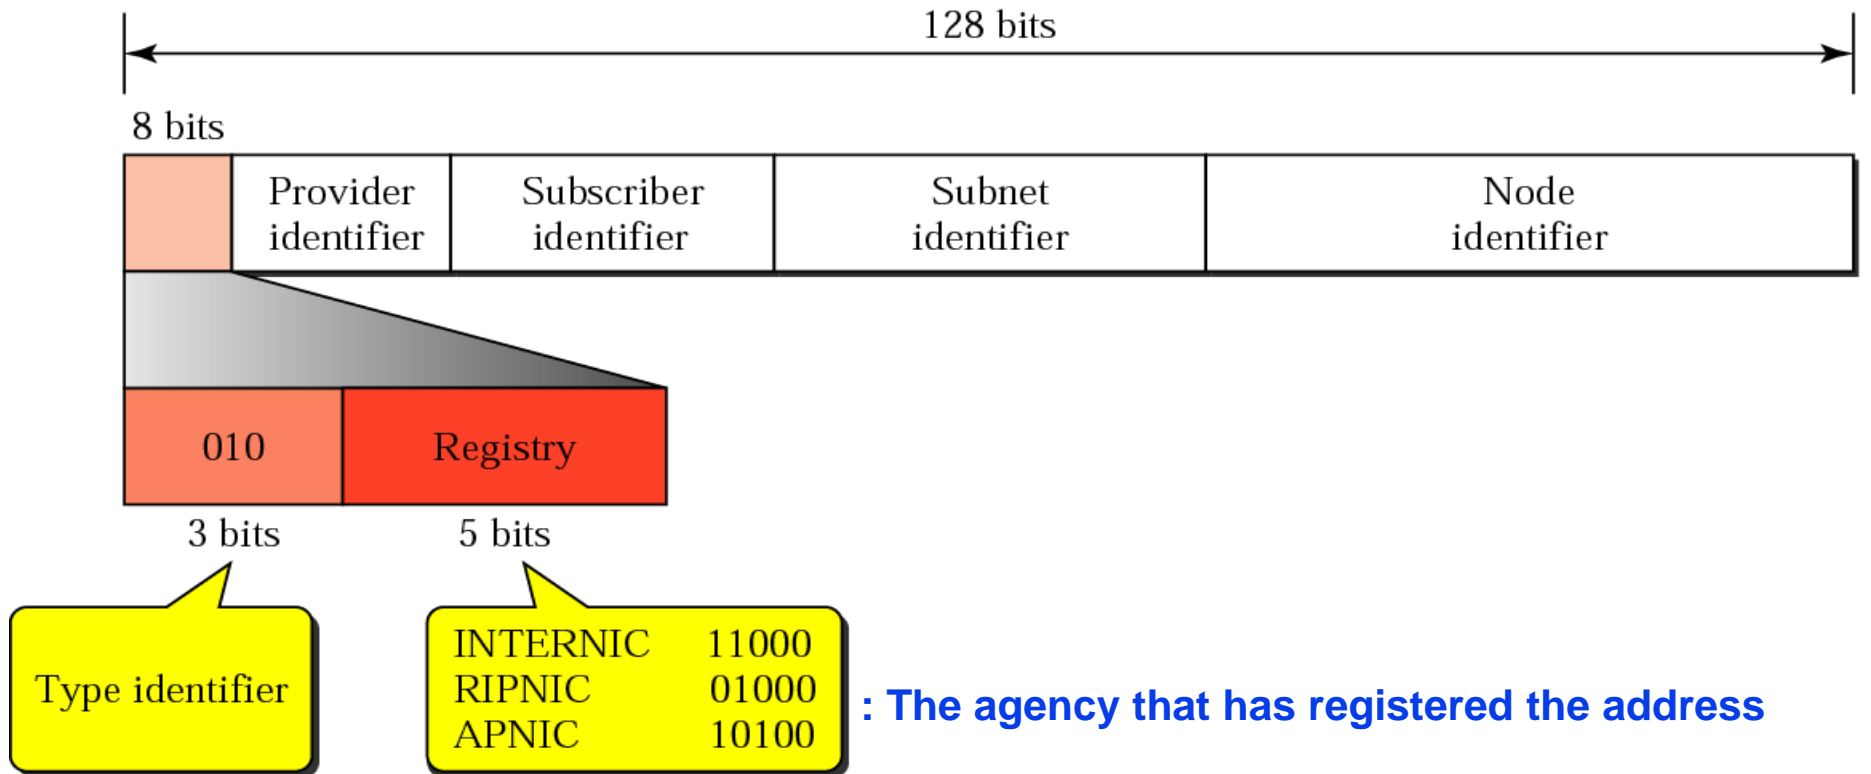 128 bits
8 bits
Provider identifier
Subscriber identifier
Subnet identifier
Node identifier
010
Registry
3 bits
5 bits
Type identifier
INTERNIC 11000
RIPNIC 01000
APNIC 10100
: The agency that has registered the address